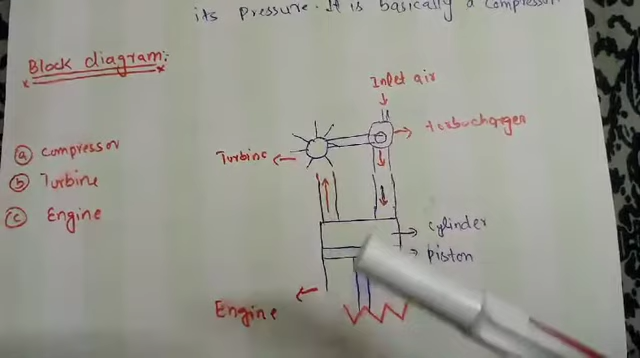 its Pressure. It is basically a compressor.
Block diagram:
Inlet air
turbocharger
Turbine
(a) Compressor
(b) Turbine
(c) Engine
cylinder
piston
Engine